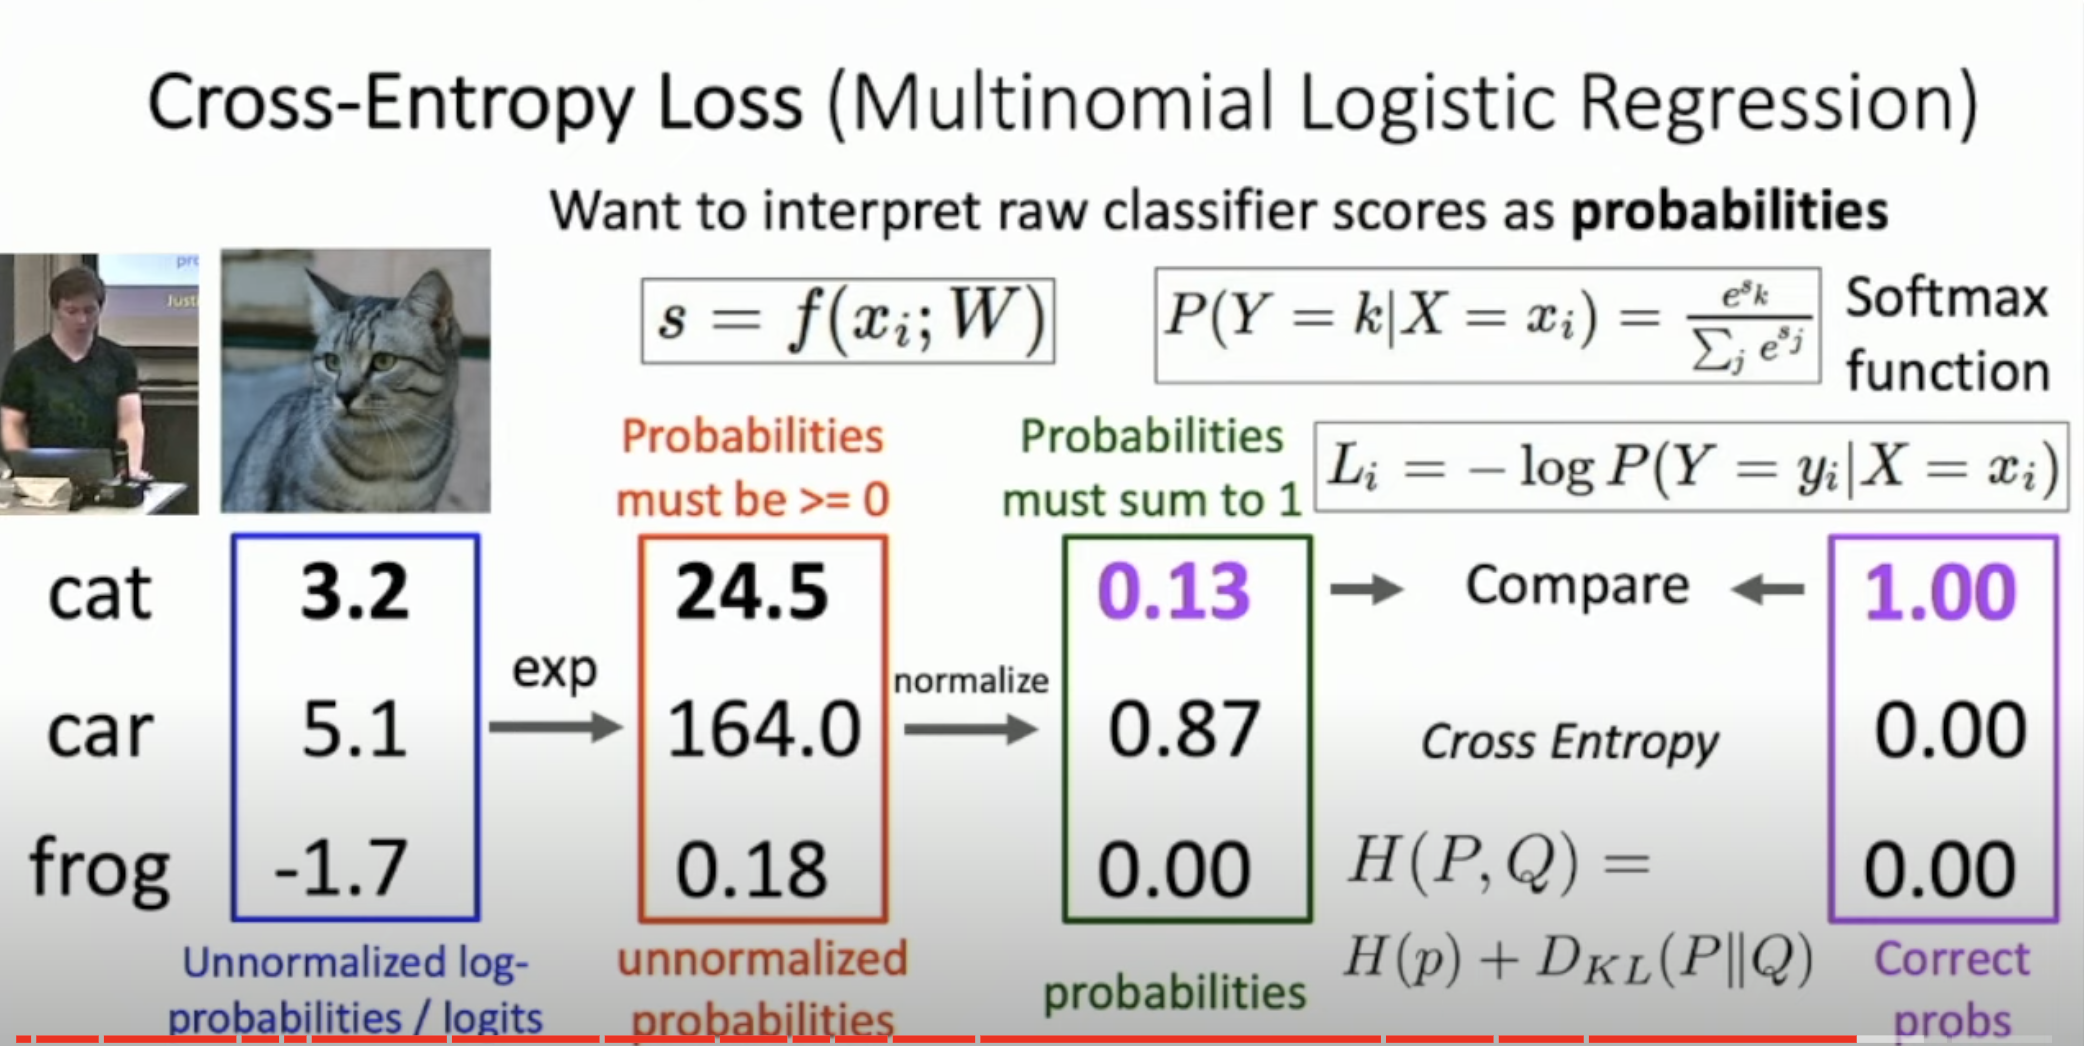 Cross-Entropy Loss (Multinomial Logistic Regression)
Want to interpret raw classifier scores as probabilities
s = f(x_i; W)
P(Y = k|X = x_i) = e^{s_k} / ∑_j e^{s_j}
Softmax
function
Probabilities
must be >= 0
Probabilities
must sum to 1
L_i = − log P(Y = y_i|X = x_i)
cat 3.2 24.5 0.13 → Compare ← 1.00
exp
normalize
car 5.1 164.0 0.87 Cross Entropy 0.00
frog -1.7 0.18 0.00 H(P, Q) = 0.00
H(p) + D_{KL}(P‖Q)
Unnormalized log-
probabilities / logits
unnormalized
probabilities
probabilities
Correct
probs